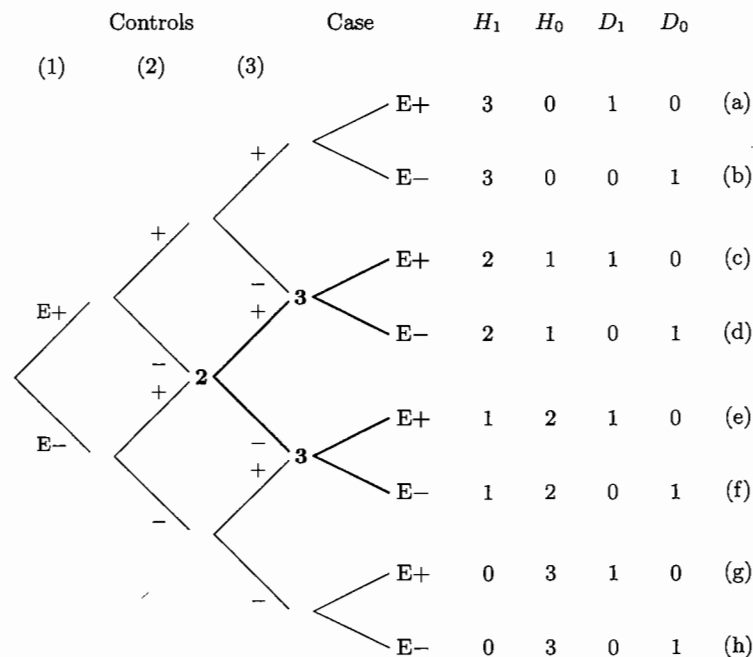 Controls Case H₁ H₀ D₁ D₀
(1) (2) (3)
E+ 3 0 1 0 (a)
+
E− 3 0 0 1 (b)
+
E+ 2 1 1 0 (c)
− 3
E+ +
E− 2 1 0 1 (d)
− 2
+
E+ 1 2 1 0 (e)
E− − 3
+
E− 1 2 0 1 (f)
−
E+ 0 3 1 0 (g)
−
E− 0 3 0 1 (h)